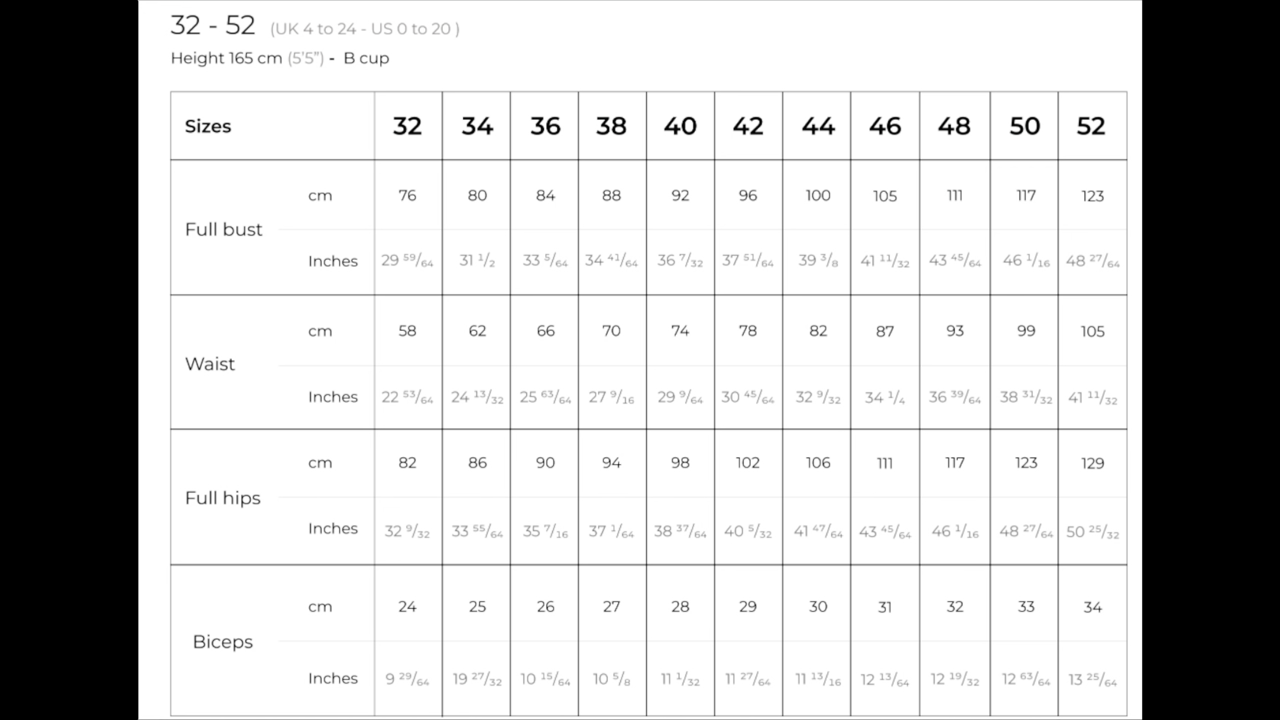 32 - 52 (UK 4 to 24 - US 0 to 20 )
Height 165 cm (5’5”) - B cup
Sizes 32 34 36 38 40 42 44 46 48 50 52
Full bust
cm 76 80 84 88 92 96 100 105 111 117 123
Inches 29 59/64 31 1/2 33 5/64 34 41/64 36 7/32 37 51/64 39 3/8 41 11/32 43 45/64 46 1/16 48 27/64
Waist
cm 58 62 66 70 74 78 82 87 93 99 105
Inches 22 53/64 24 13/32 25 63/64 27 9/16 29 9/64 30 45/64 32 9/32 34 1/4 36 39/64 38 31/32 41 11/32
Full hips
cm 82 86 90 94 98 102 106 111 117 123 129
Inches 32 9/32 33 55/64 35 7/16 37 1/64 38 37/64 40 5/32 41 47/64 43 45/64 46 1/16 48 27/64 50 25/32
Biceps
cm 24 25 26 27 28 29 30 31 32 33 34
Inches 9 29/64 19 27/32 10 15/64 10 5/8 11 1/32 11 27/64 11 13/16 12 13/64 12 19/32 12 63/64 13 25/64